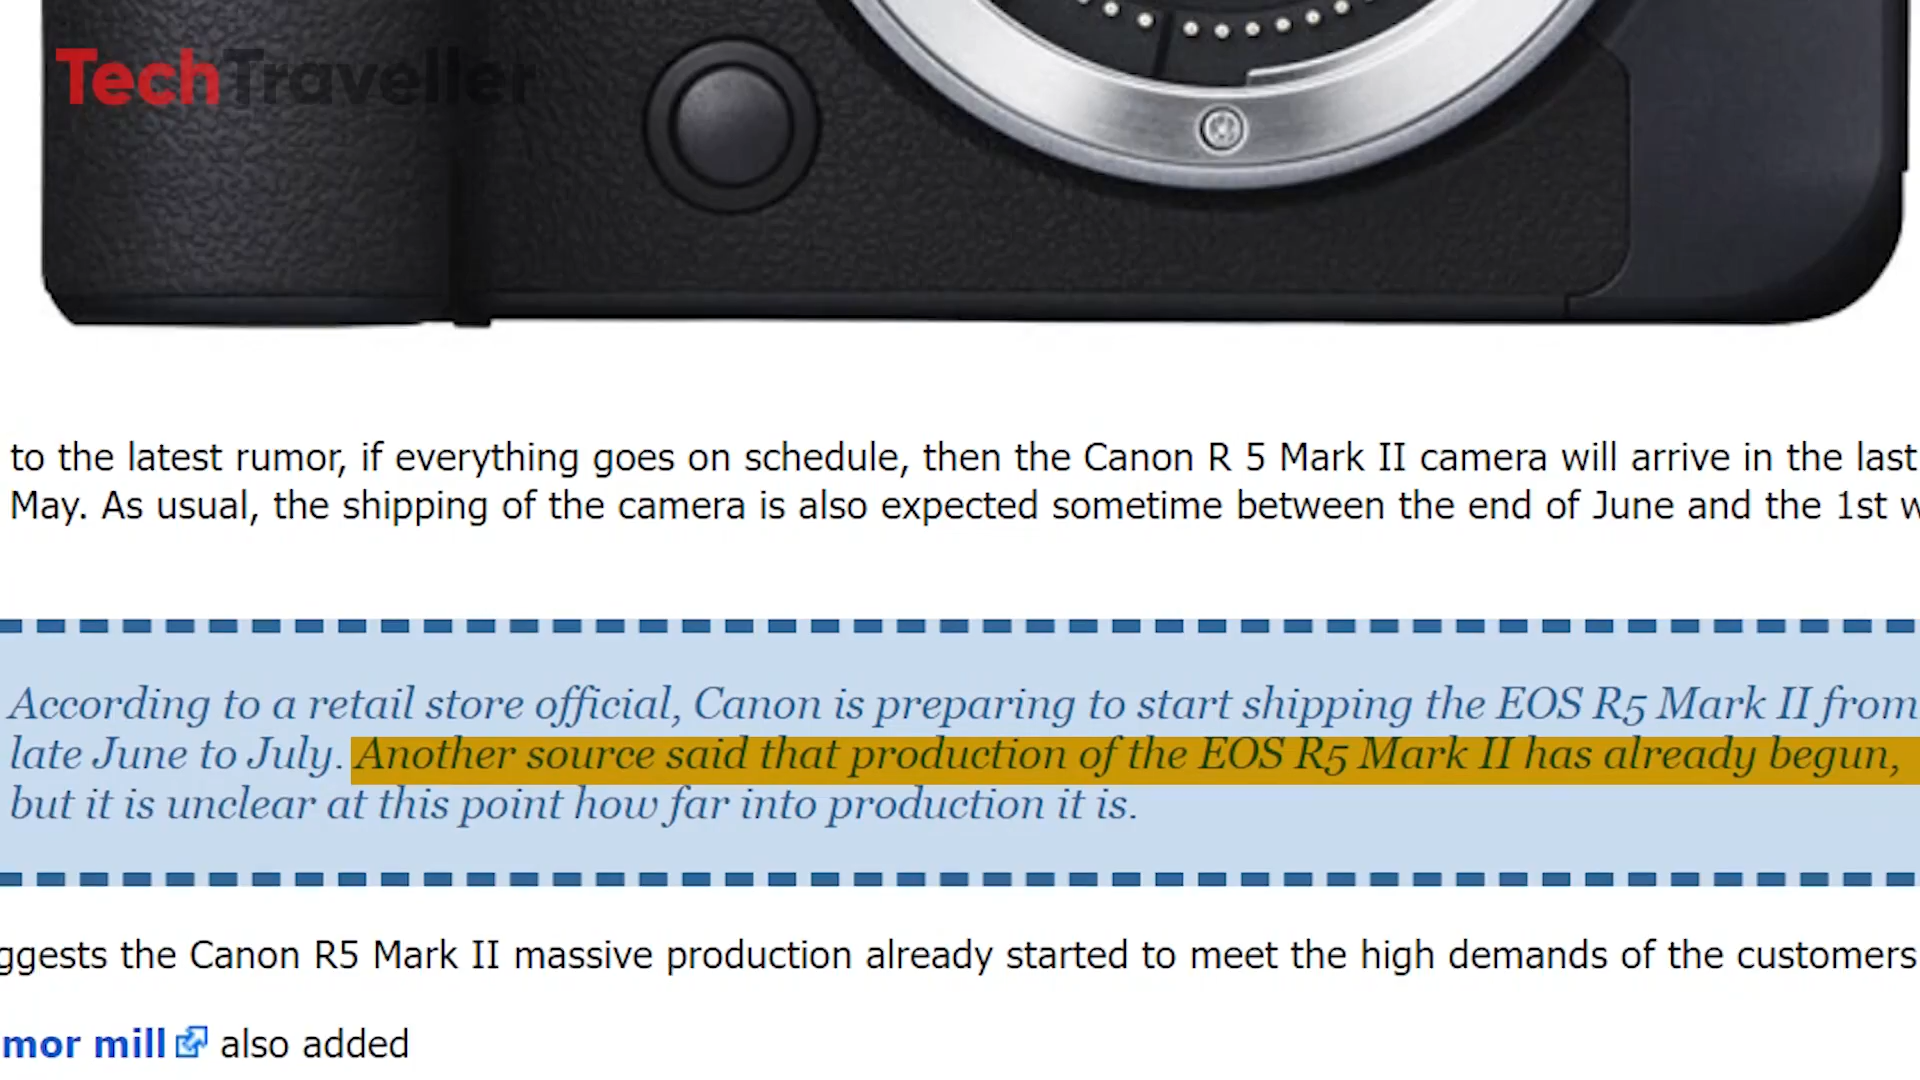 TechTraveller
to the latest rumor, if everything goes on schedule, then the Canon R 5 Mark II camera will arrive in the last
May. As usual, the shipping of the camera is also expected sometime between the end of June and the 1st w
According to a retail store official, Canon is preparing to start shipping the EOS R5 Mark II from
late June to July. Another source said that production of the EOS R5 Mark II has already begun,
but it is unclear at this point how far into production it is.
ggests the Canon R5 Mark II massive production already started to meet the high demands of the customers
mor mill also added